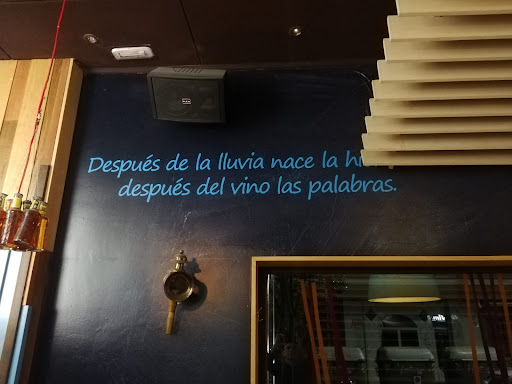 Después de la lluvia nace la
después del vino las palabras.